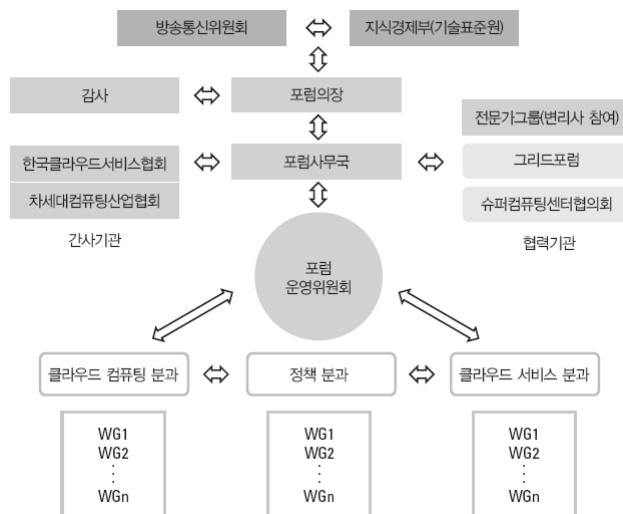 방송통신위원회
지식경제부(기술표준원)
감사
포럼의장
전문가그룹(변리사 참여)
한국클라우드서비스협회
포럼사무국
그리드포럼
차세대컴퓨팅산업협회
슈퍼컴퓨팅센터협의회
간사기관
협력기관
포럼
운영위원회
클라우드 컴퓨팅 분과
정책 분과
클라우드 서비스 분과
WG1
WG2
⋮
WGn
WG1
WG2
⋮
WGn
WG1
WG2
⋮
WGn